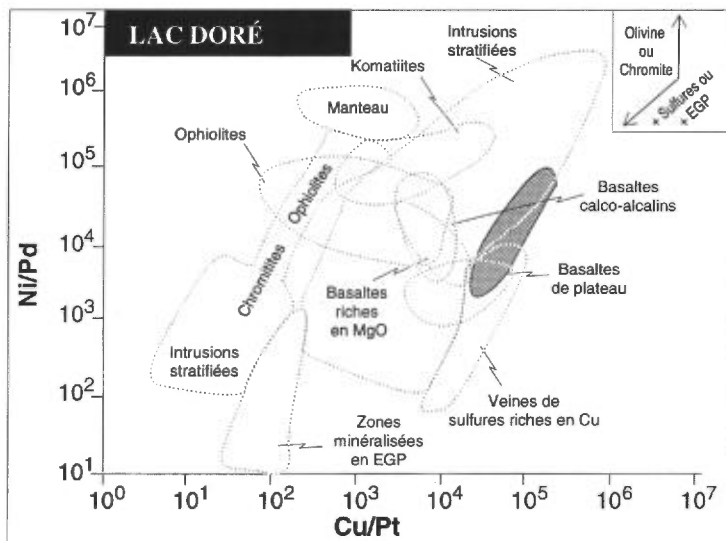 LAC DORÉ
Intrusions
stratifiées
Olivine
ou
Chromite
Sulfures ou
EGP
Komatiites
Manteau
Ophiolites
Ophiolites
Chromitites
Basaltes
calco-alcalins
Basaltes
de plateau
Basaltes
riches
en MgO
Intrusions
stratifiées
Veines de
sulfures riches en Cu
Zones
minéralisées
en EGP
Ni/Pd
10⁷
10⁶
10⁵
10⁴
10³
10²
10¹
10⁰ 10¹ 10² 10³ 10⁴ 10⁵ 10⁶ 10⁷
Cu/Pt